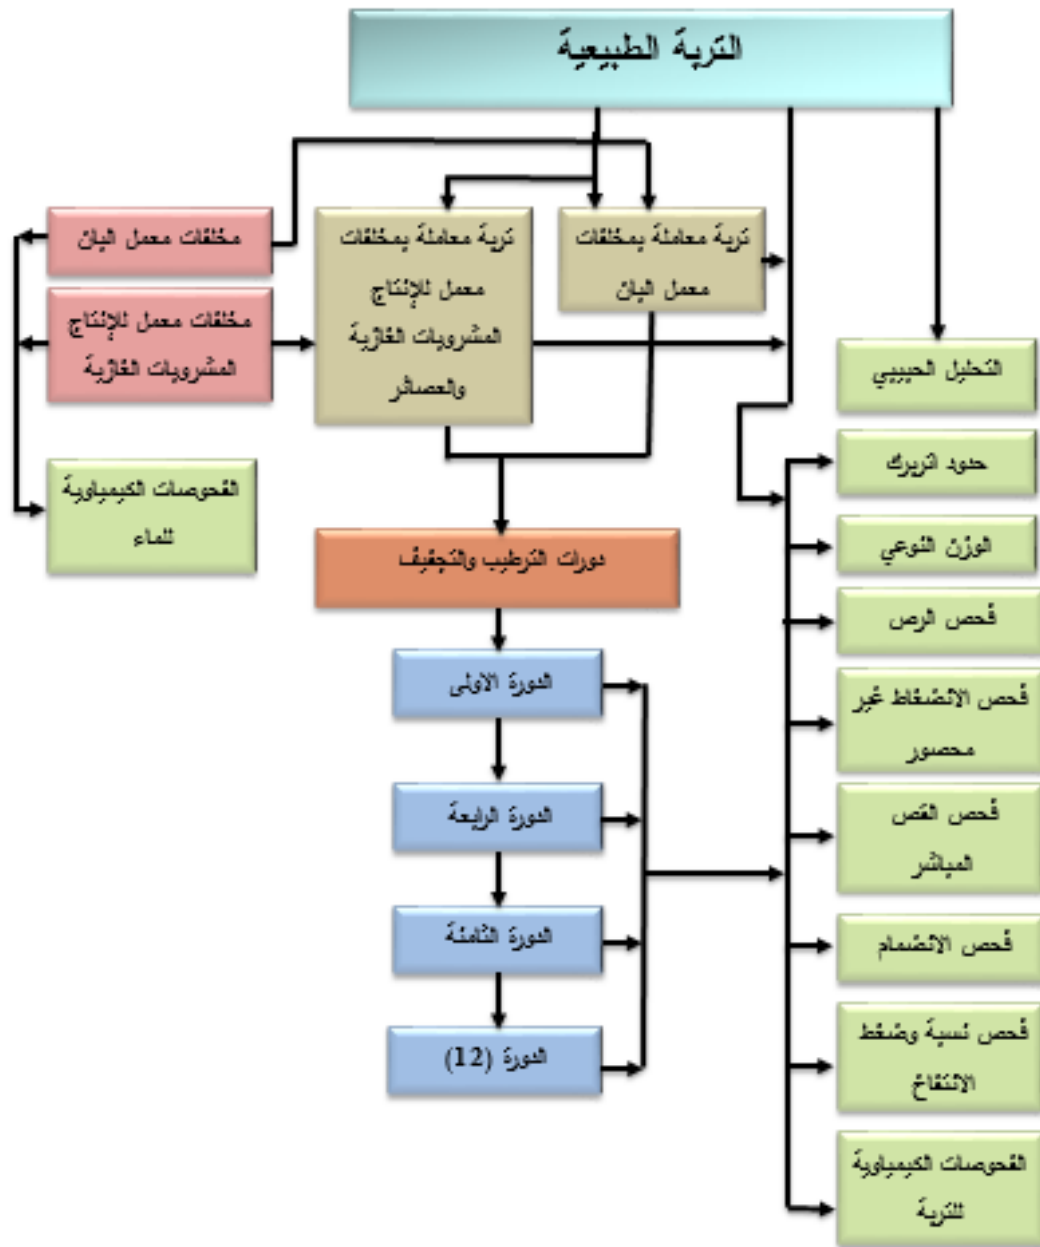 التربة الطبيعية
مخلفات معمل البان
تربة معاملة بمخلفات
معمل للإنتاج
المشروبات الغازية
والعصائر
تربة معاملة بمخلفات
معمل البان
مخلفات معمل للإنتاج
المشروبات الغازية
الفحوصات الكيمياوية
للماء
دورات الترطيب والتجفيف
الدورة الاولى
الدورة الرابعة
الدورة الثامنة
الدورة (12)
التحليل الحبيبي
حدود اتربرك
الوزن النوعي
فحص الرص
فحص الانضغاط غير
محصور
فحص القص
المباشر
فحص الانضمام
فحص نسبة وضغط
الانتفاخ
الفحوصات الكيمياوية
للتربة